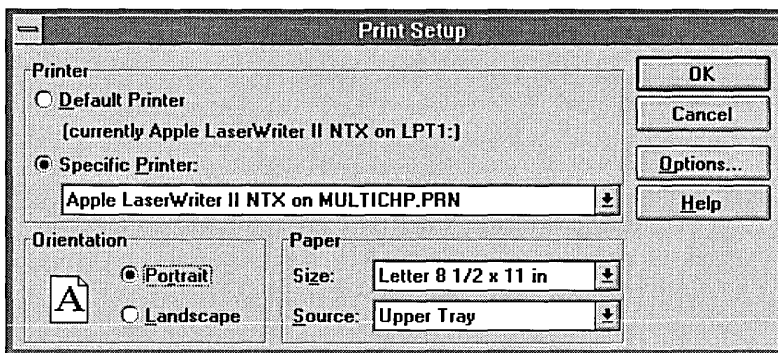 Print Setup
Printer
Default Printer
(currently Apple LaserWriter II NTX on LPT1:)
Specific Printer:
Apple LaserWriter II NTX on MULTICHP.PRN
OK
Cancel
Options...
Help
Orientation
A
Portrait
Landscape
Paper
Size: Letter 8 1/2 x 11 in
Source: Upper Tray